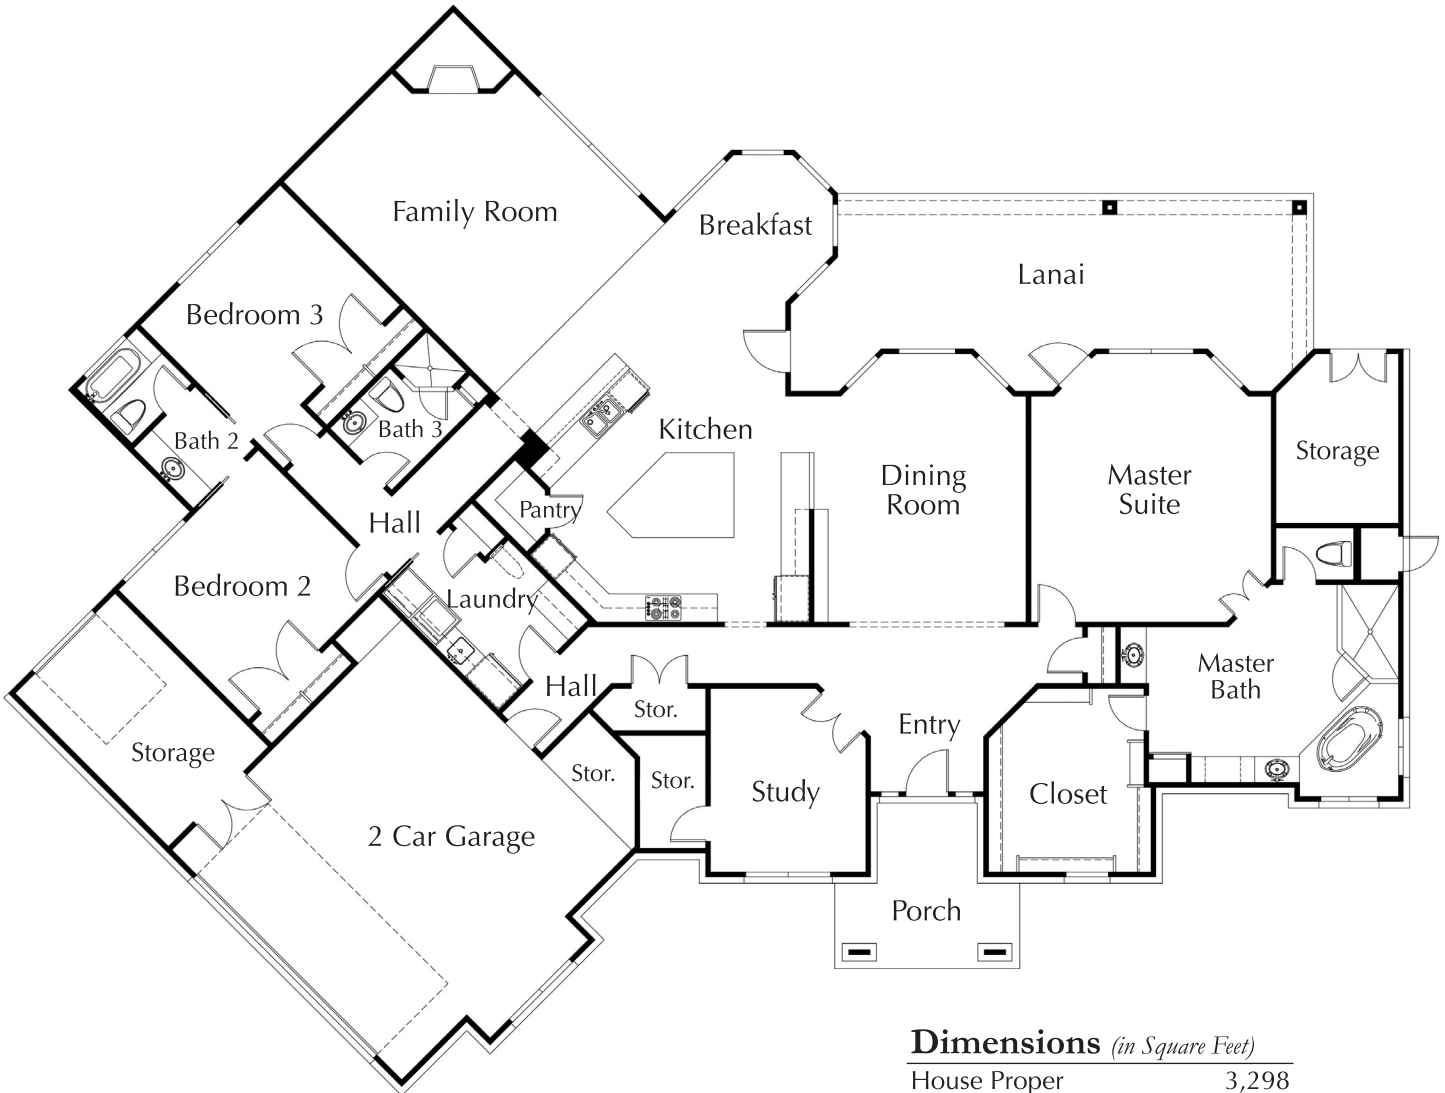 Family Room
Breakfast
Lanai
Bedroom 3
Kitchen
Bath 3
Bath 2
Dining
Room
Master
Suite
Storage
Pantry
Hall
Bedroom 2
Laundry
Master
Bath
Hall
Stor.
Entry
Storage
Stor.
Stor.
Study
Closet
2 Car Garage
Porch
Dimensions (in Square Feet)
House Proper 3,298